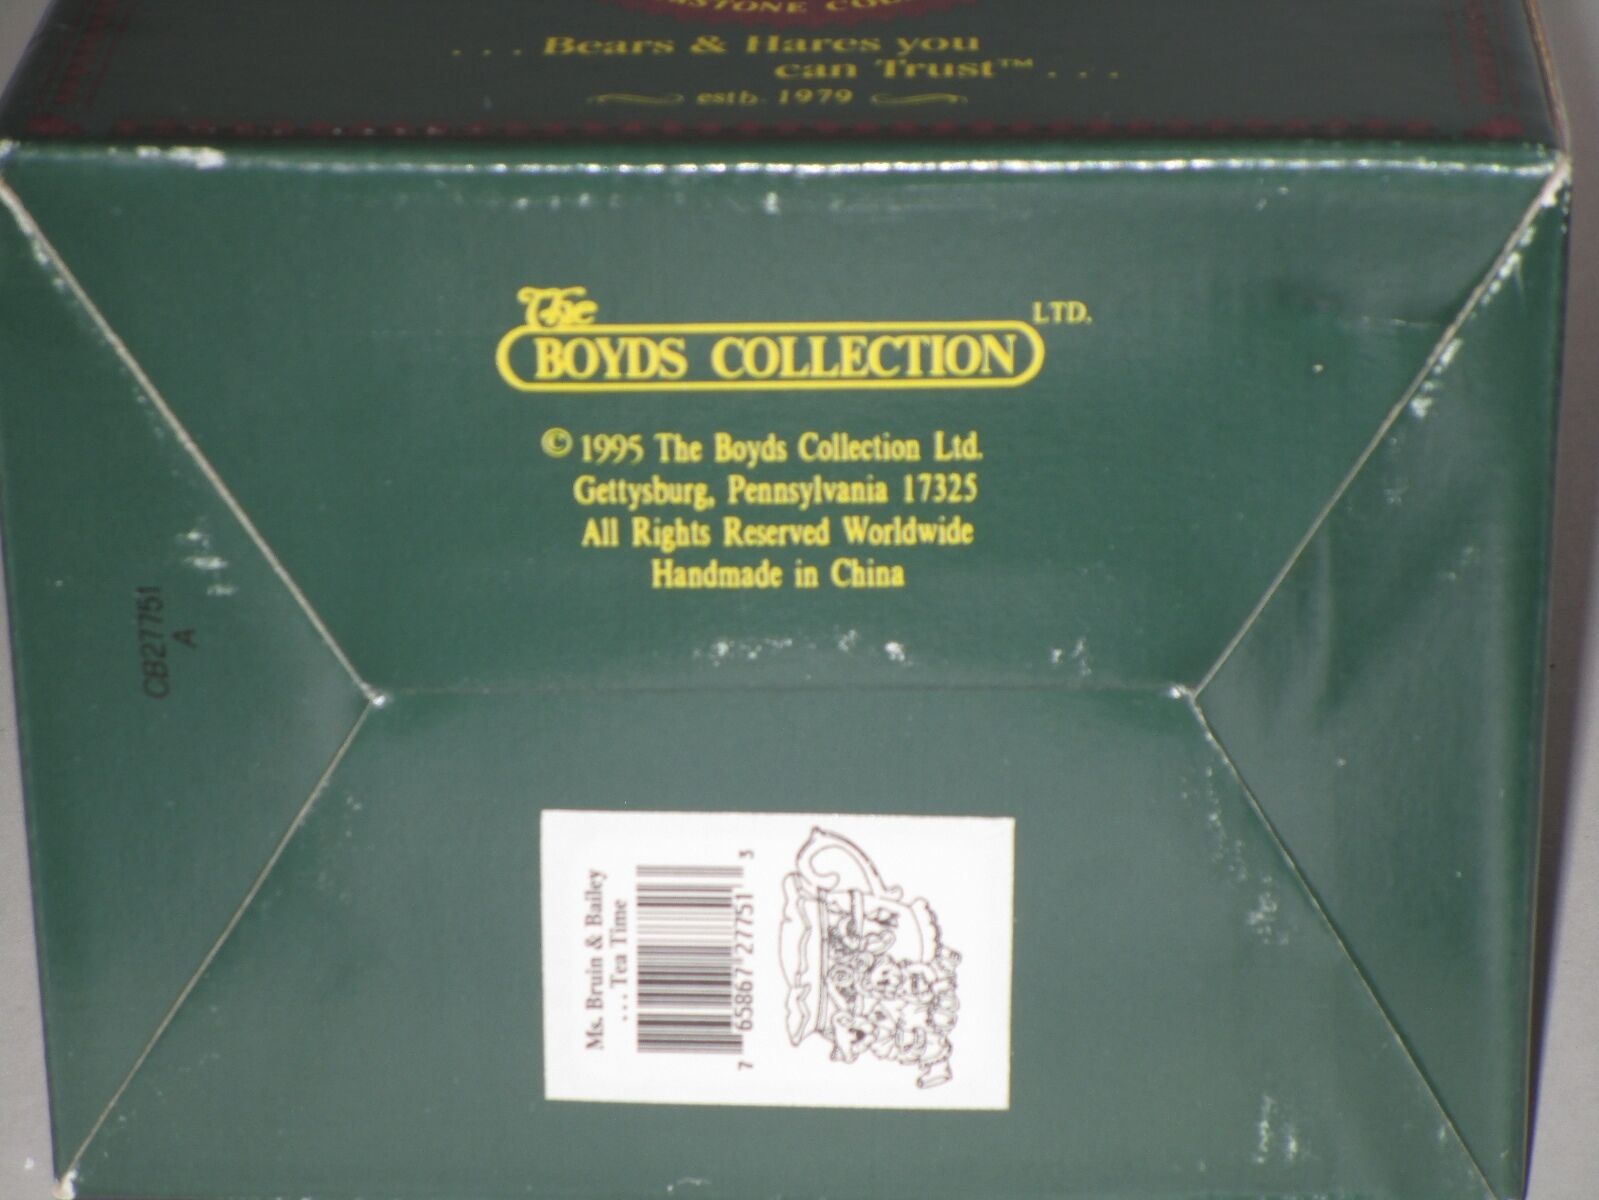 . . . Bears & Hares you
can Trust™ . . .
estb. 1979
The
BOYDS COLLECTION LTD.
© 1995 The Boyds Collection Ltd.
Gettysburg, Pennsylvania 17325
All Rights Reserved Worldwide
Handmade in China
CB27751
A
Ms. Bruin & Bailey
. . . Tea Time
7 65867 27751 3